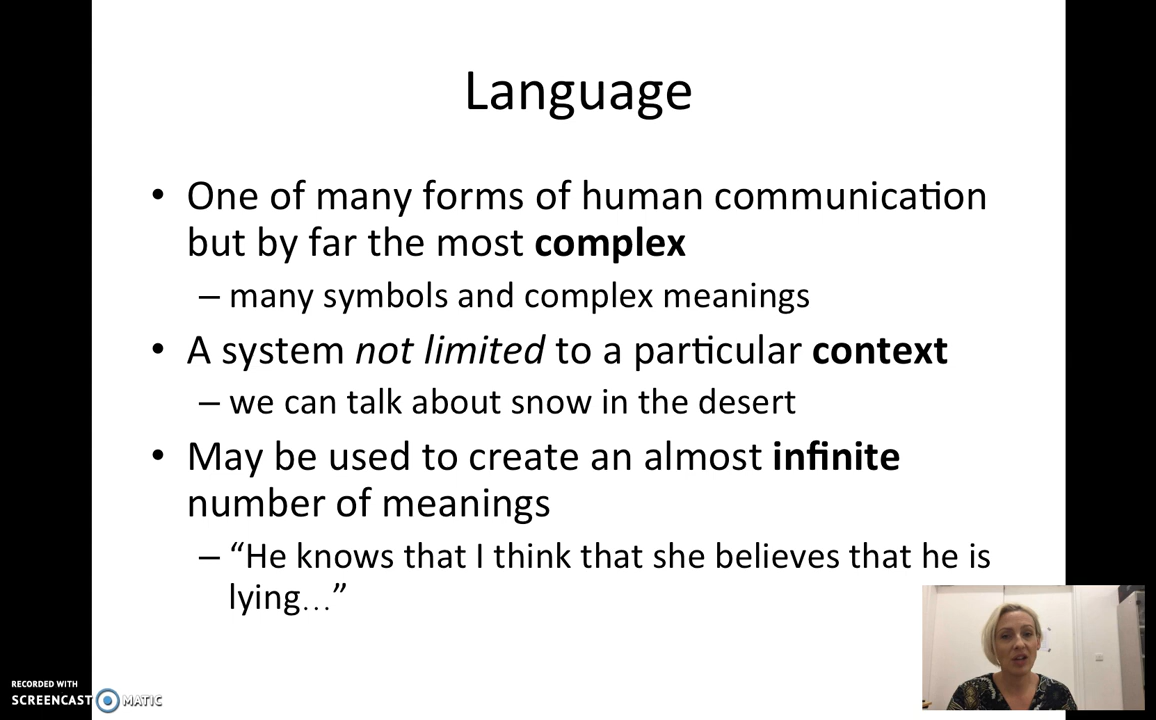 Language
• One of many forms of human communication
but by far the most complex
– many symbols and complex meanings
• A system not limited to a particular context
– we can talk about snow in the desert
• May be used to create an almost infinite
number of meanings
– “He knows that I think that she believes that he is
lying…”
RECORDED WITH
SCREENCAST MATIC